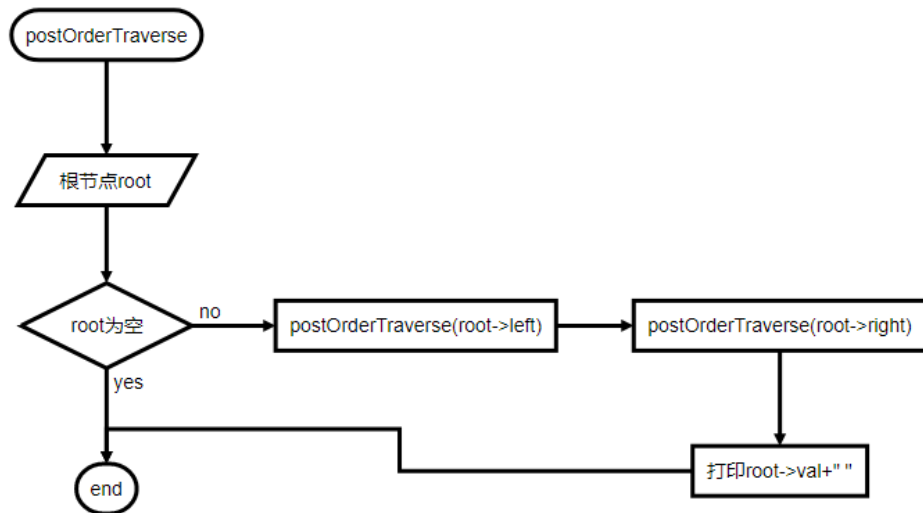 postOrderTraverse
根节点root
root为空
no
postOrderTraverse(root->left)
postOrderTraverse(root->right)
yes
打印root->val+" "
end